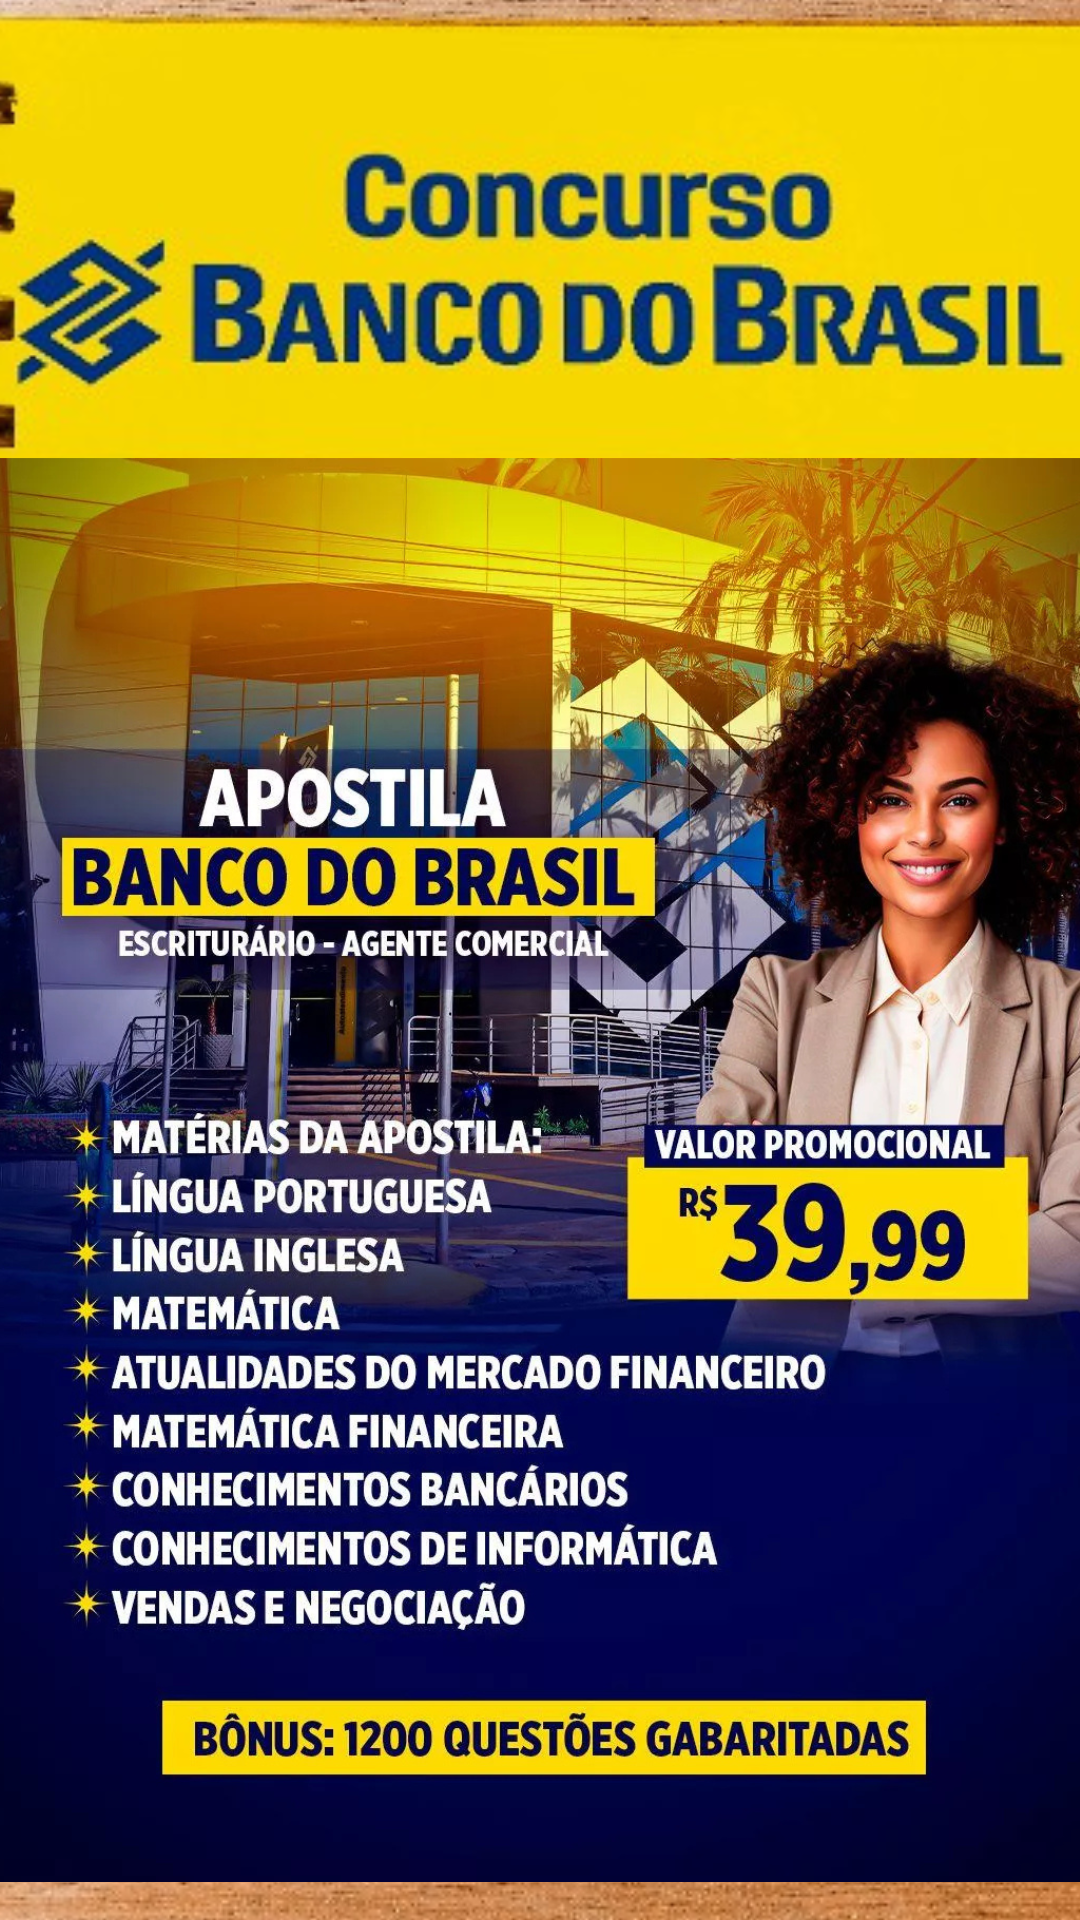 Concurso
BANCO DO BRASIL
APOSTILA
BANCO DO BRASIL
ESCRITURÁRIO - AGENTE COMERCIAL
MATÉRIAS DA APOSTILA:
LÍNGUA PORTUGUESA
LÍNGUA INGLESA
MATEMÁTICA
ATUALIDADES DO MERCADO FINANCEIRO
MATEMÁTICA FINANCEIRA
CONHECIMENTOS BANCÁRIOS
CONHECIMENTOS DE INFORMÁTICA
VENDAS E NEGOCIAÇÃO
VALOR PROMOCIONAL
R$39,99
BÔNUS: 1200 QUESTÕES GABARITADAS